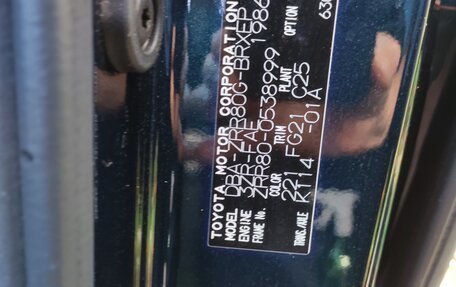 TOYOTA MOTOR CORPORATION
MODEL DBA-ZRR80G-BRXEP
ENGINE 3ZR-FAE 1986
FRAME No. ZRR80-0538999
COLOR TRIM PLANT OPTION
221 FG21 C25 630
TRANS./AXLE K114 -01A